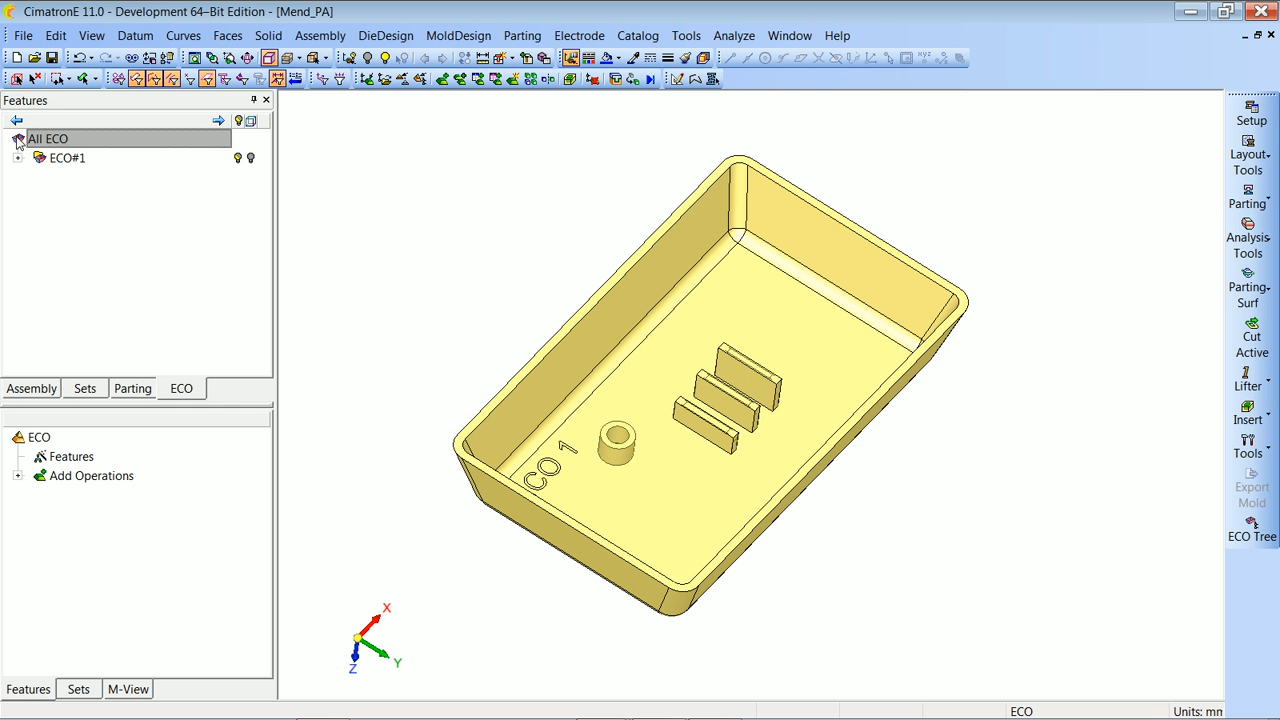 CimatronE 11.0 - Development 64–Bit Edition - [Mend_PA]
File Edit View Datum Curves Faces Solid Assembly DieDesign MoldDesign Parting Electrode Catalog Tools Analyze Window Help
Features
All ECO
ECO#1
Assembly Sets Parting ECO
ECO
Features
Add Operations
Features Sets M-View
CO 1
X
Y
Z
Setup
Layout
Tools
Parting
Analysis
Tools
Parting
Surf
Cut
Active
Lifter
Insert
Tools
Export
Mold
ECO Tree
ECO Units: mm